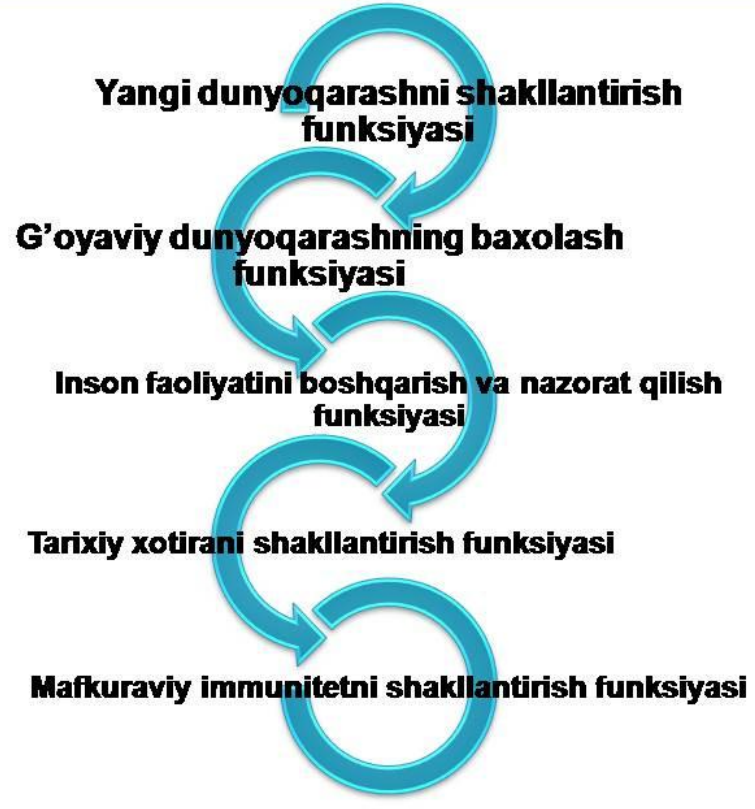 Yangi dunyoqarashni shakllantirish
funksiyasi
G’oyaviy dunyoqarashning baxolash
funksiyasi
Inson faoliyatini boshqarish va nazorat qilish
funksiyasi
Tarixiy xotirani shakllantirish funksiyasi
Mafkuraviy immunitetni shakllantirish funksiyasi